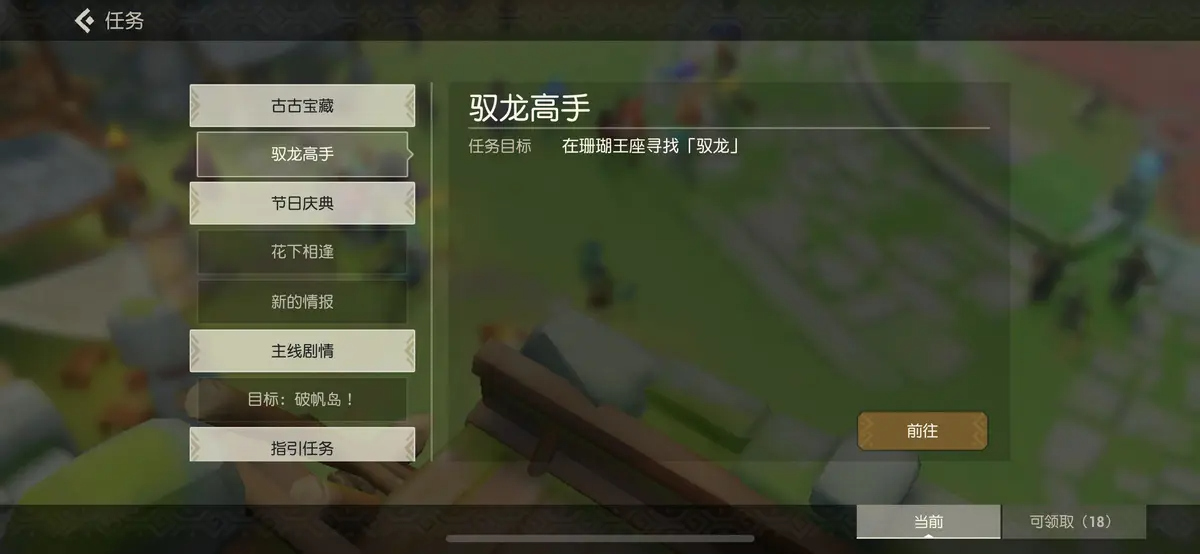 任务
古古宝藏
驭龙高手
节日庆典
花下相逢
新的情报
主线剧情
目标：破帆岛！
指引任务
驭龙高手
任务目标 在珊瑚王座寻找「驭龙」
前往
当前
可领取（18）